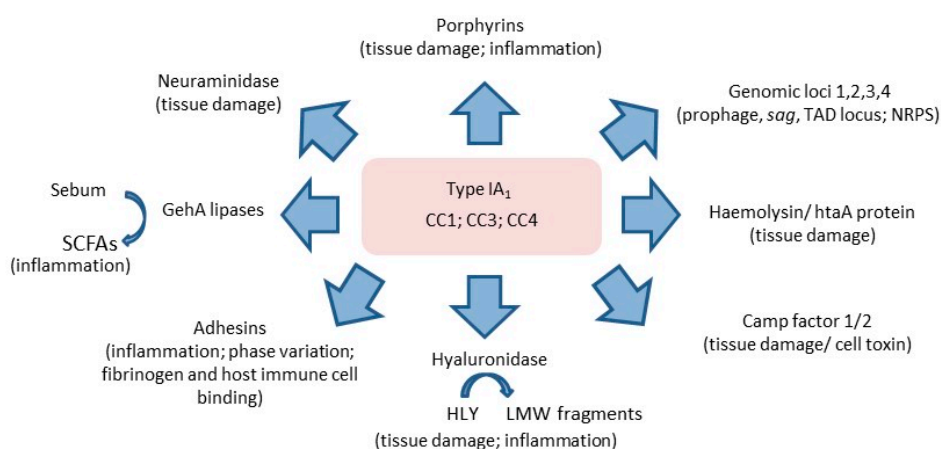 Porphyrins
(tissue damage; inflammation)
Neuraminidase
(tissue damage)
Genomic loci 1,2,3,4
(prophage, sag, TAD locus; NRPS)
Type IA₁
CC1; CC3; CC4
Sebum
GehA lipases
SCFAs
(inflammation)
Haemolysin/ htaA protein
(tissue damage)
Adhesins
(inflammation; phase variation;
fibrinogen and host immune cell
binding)
Hyaluronidase
HLY LMW fragments
(tissue damage; inflammation)
Camp factor 1/2
(tissue damage/ cell toxin)